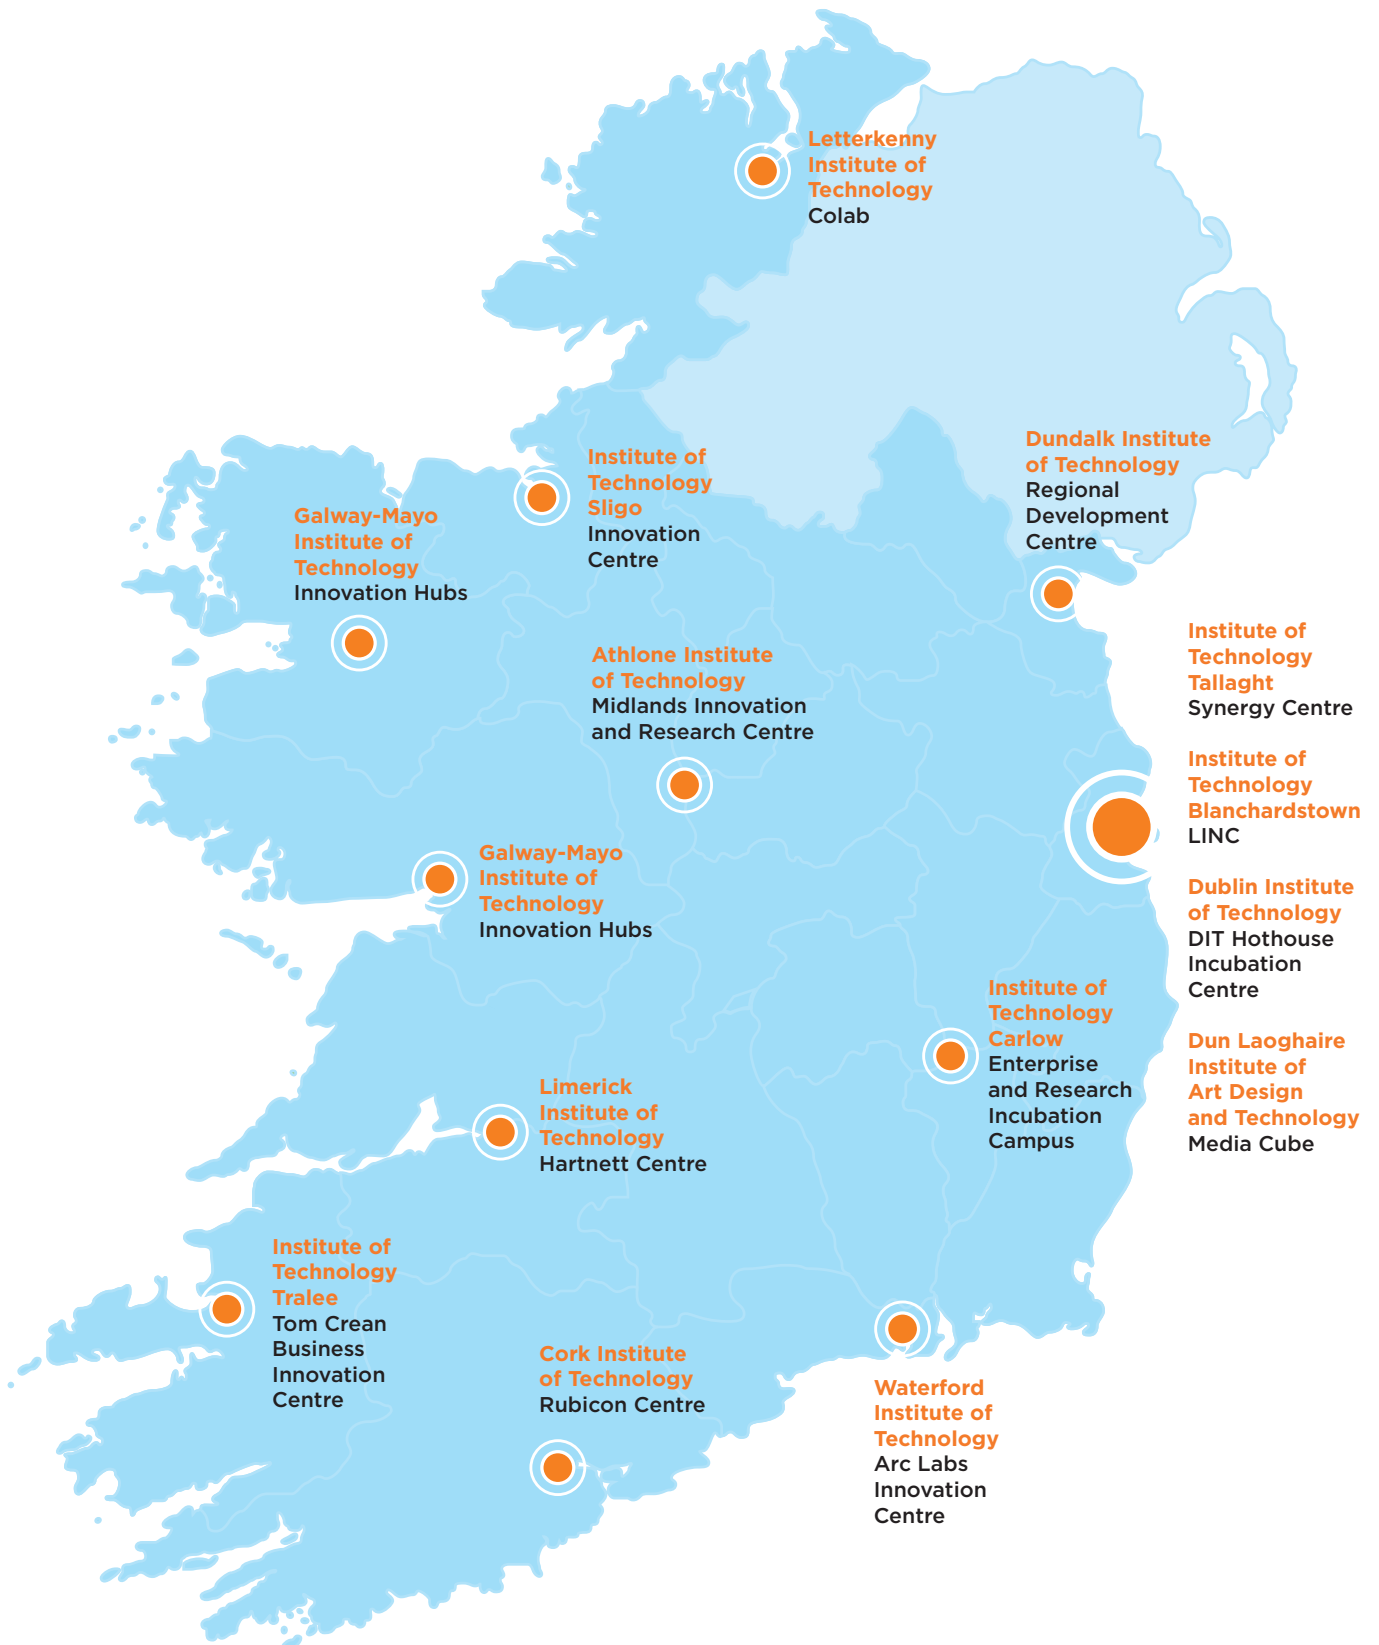 Letterkenny
Institute of
Technology
Colab
Institute of
Technology
Sligo
Innovation
Centre
Dundalk Institute
of Technology
Regional
Development
Centre
Galway-Mayo
Institute of
Technology
Innovation Hubs
Athlone Institute
of Technology
Midlands Innovation
and Research Centre
Institute of
Technology
Tallaght
Synergy Centre
Institute of
Technology
Blanchardstown
LINC
Dublin Institute
of Technology
DIT Hothouse
Incubation
Centre
Dun Laoghaire
Institute of
Art Design
and Technology
Media Cube
Galway-Mayo
Institute of
Technology
Innovation Hubs
Institute of
Technology
Carlow
Enterprise
and Research
Incubation
Campus
Limerick
Institute of
Technology
Hartnett Centre
Institute of
Technology
Tralee
Tom Crean
Business
Innovation
Centre
Cork Institute
of Technology
Rubicon Centre
Waterford
Institute of
Technology
Arc Labs
Innovation
Centre